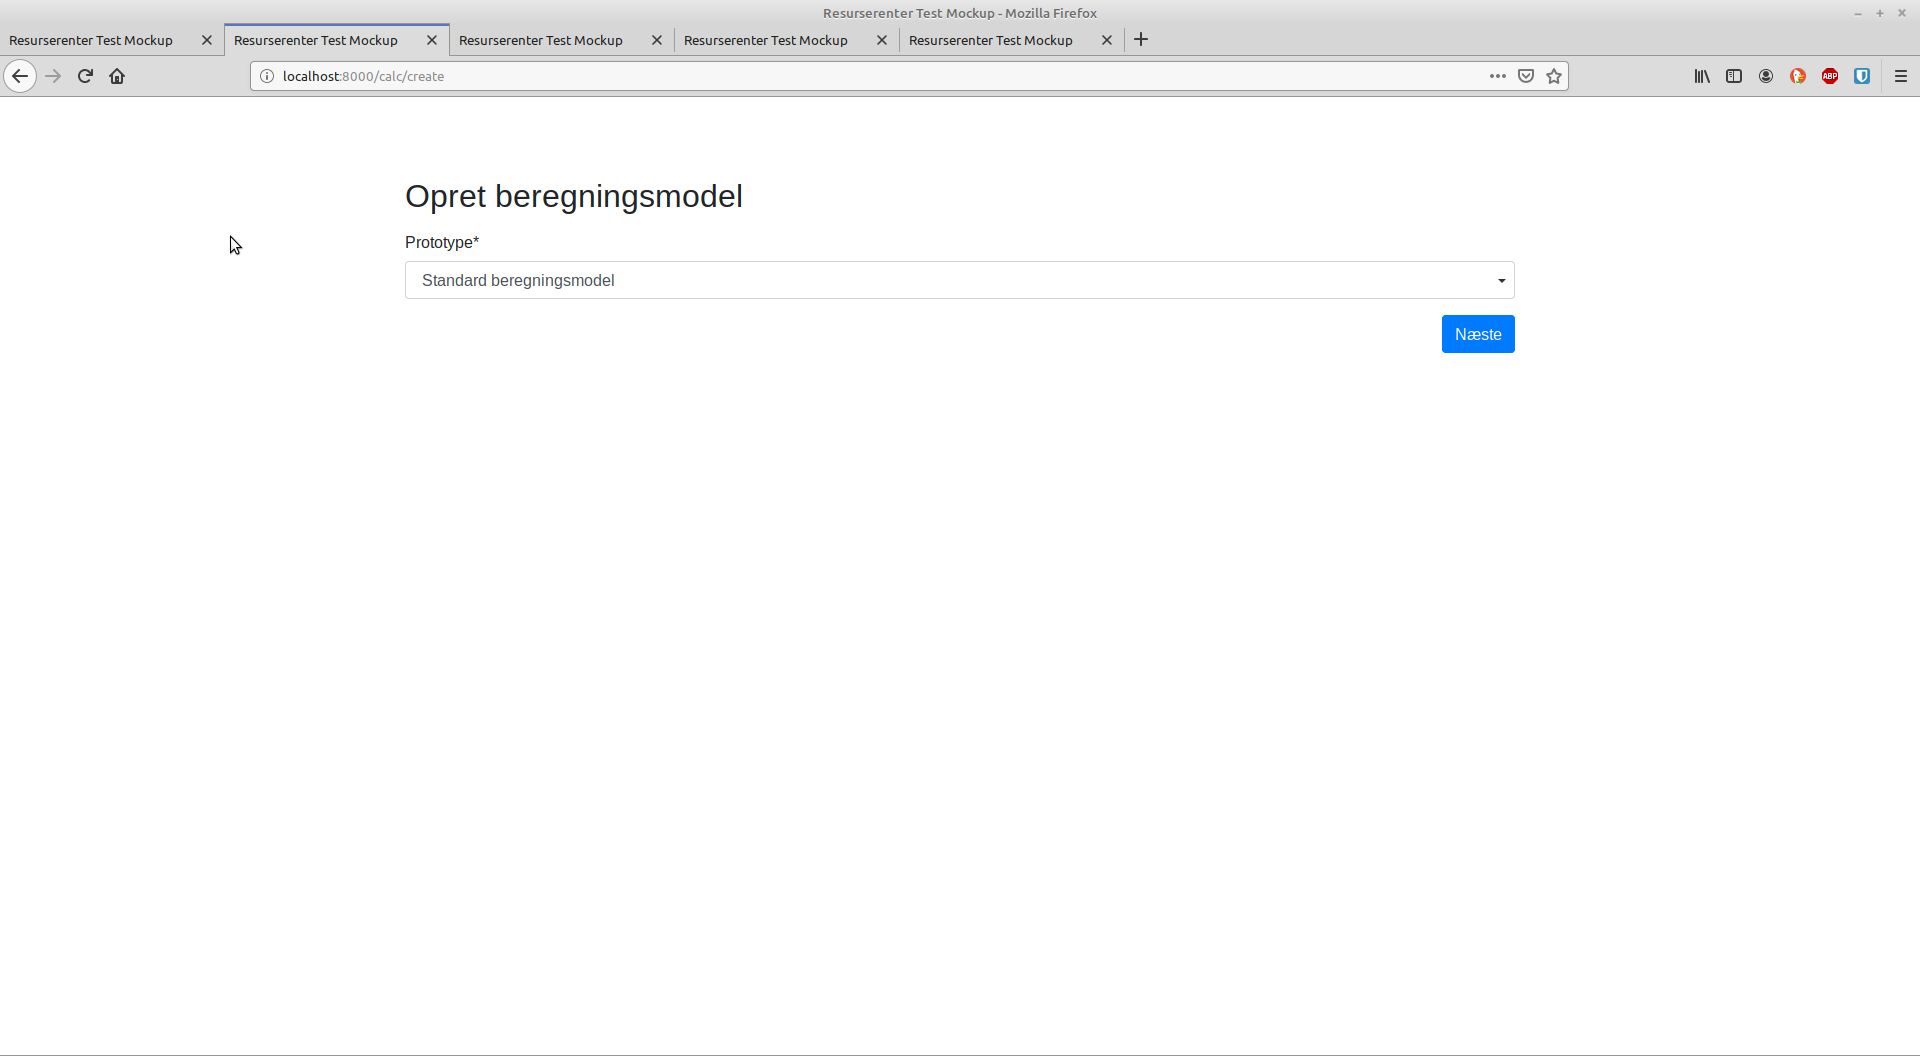 Resurserenter Test Mockup - Mozilla Firefox
Resurserenter Test Mockup
Resurserenter Test Mockup
Resurserenter Test Mockup
Resurserenter Test Mockup
Resurserenter Test Mockup
localhost:8000/calc/create
ABP
Opret beregningsmodel
Prototype*
Standard beregningsmodel
Næste